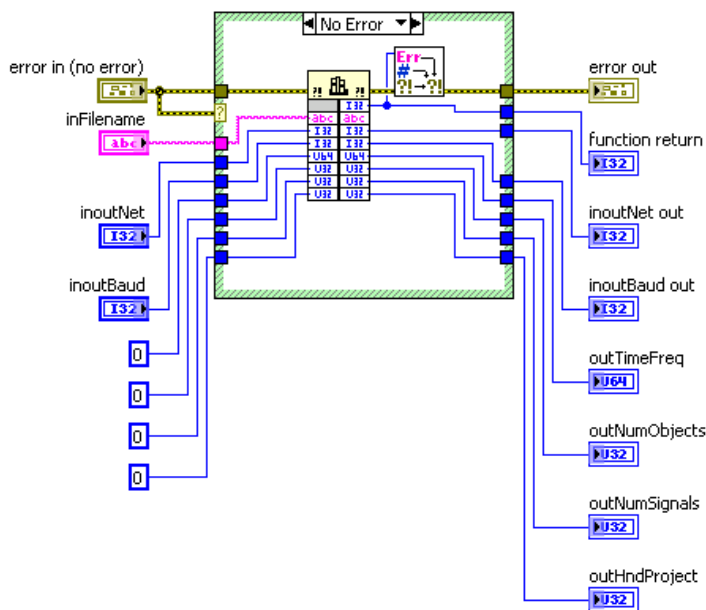 No Error
error in (no error)
error out
Err
#
?! → ?!
?! ?!
I32
?
inFilename
abc
abc abc
function return
I32 I32
I32
I32 I32
U64 U64
U32 U32
U32 U32
U32 U32
inoutNet
inoutNet out
I32
I32
inoutBaud
inoutBaud out
I32
I32
0
outTimeFreq
U64
0
0
outNumObjects
U32
0
outNumSignals
U32
outHndProject
U32